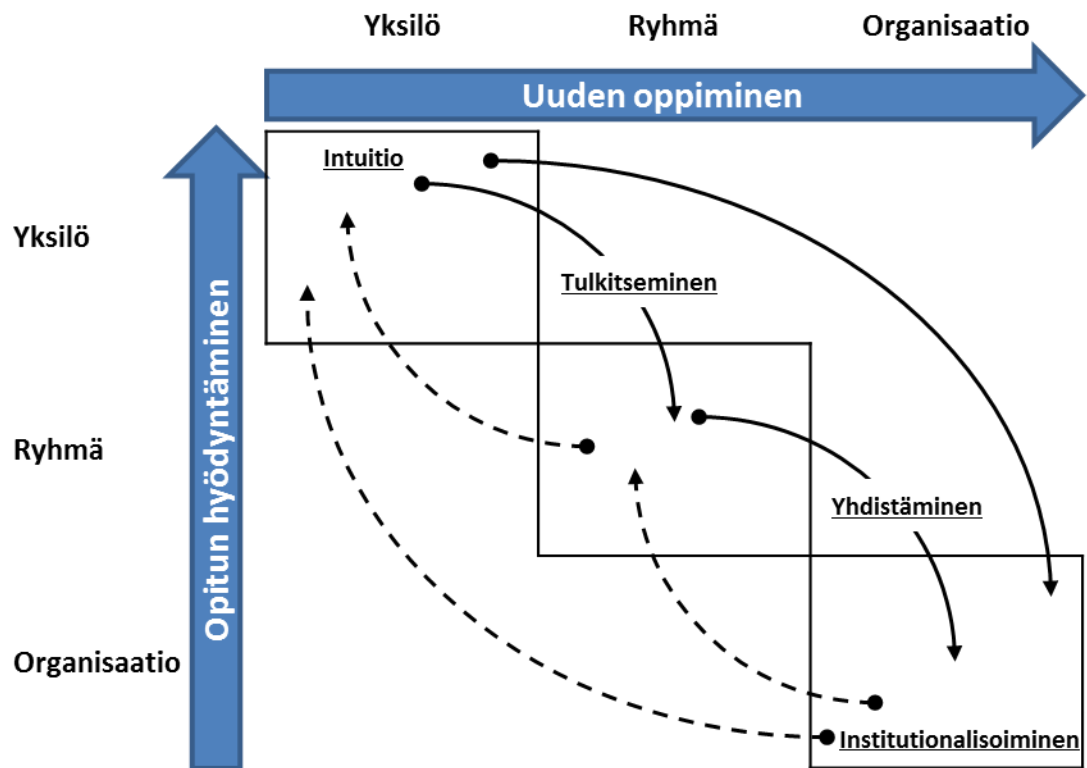 Yksilö
Ryhmä
Organisaatio
Uuden oppiminen
Opitun hyödyntäminen
Yksilö
Intuitio
Tulkitseminen
Ryhmä
Yhdistäminen
Organisaatio
Institutionalisoiminen